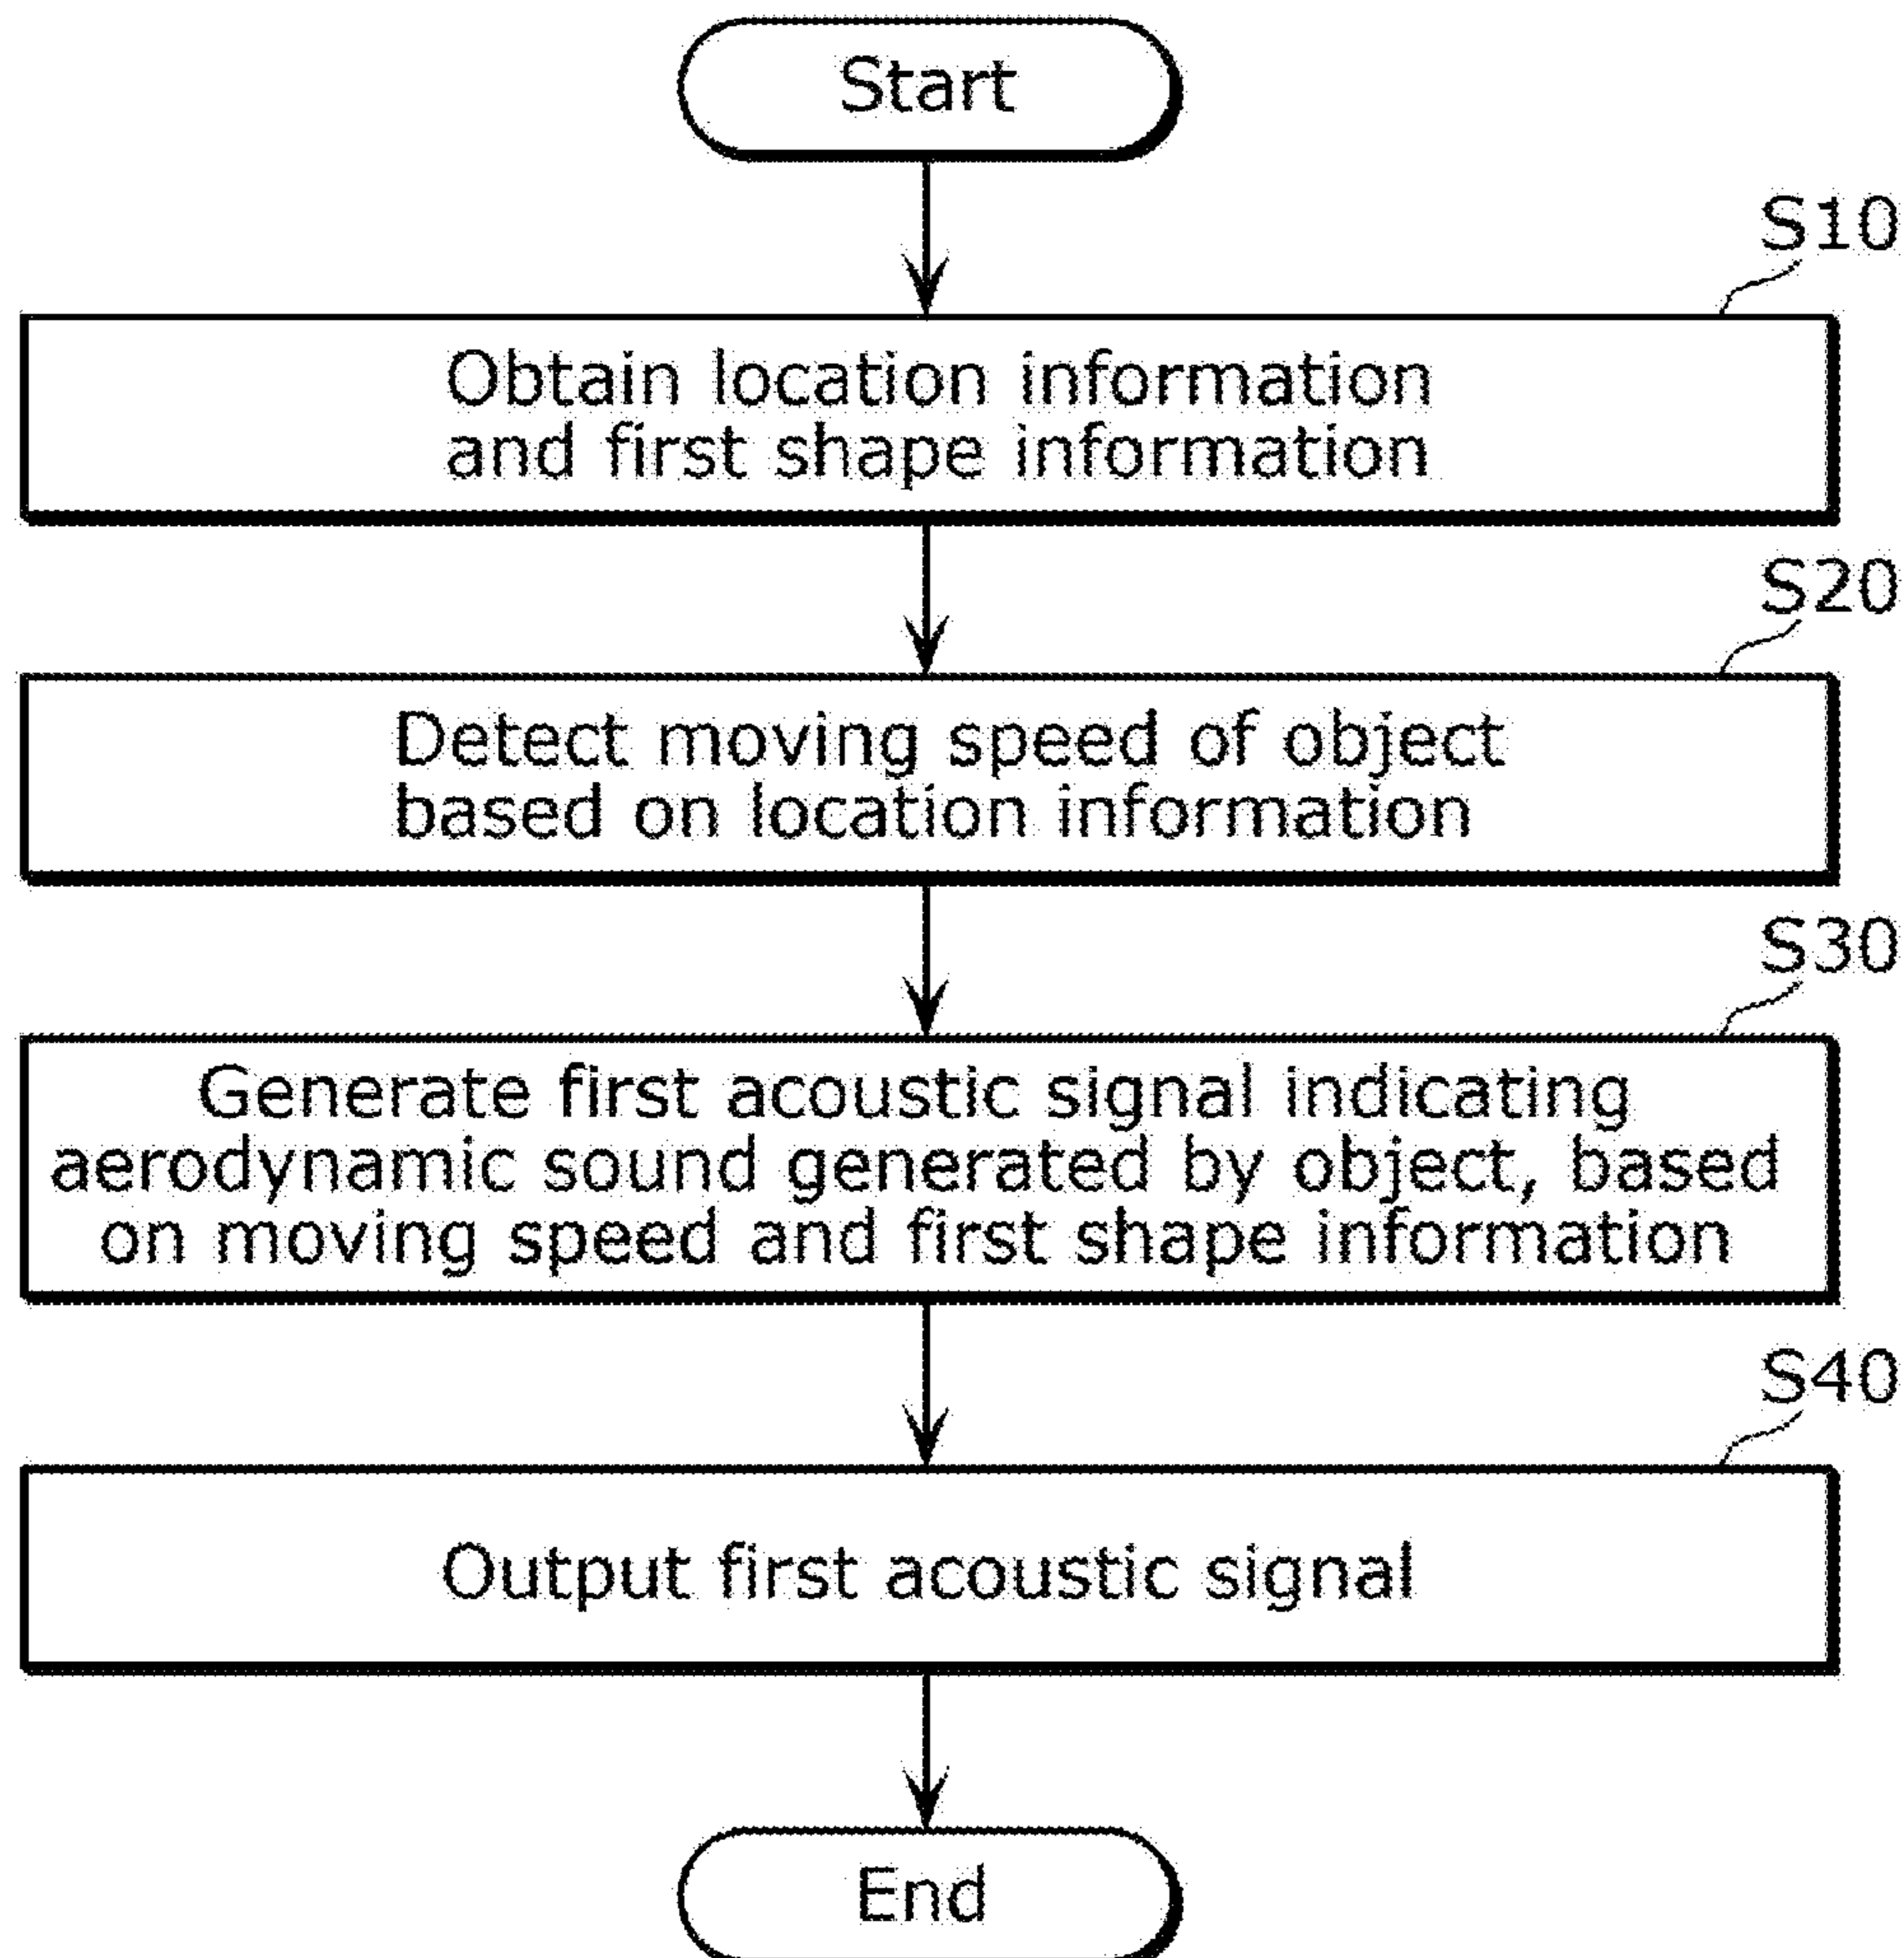 Start
S10
Obtain location information
and first shape information
S20
Detect moving speed of object
based on location information
S30
Generate first acoustic signal indicating
aerodynamic sound generated by object, based
on moving speed and first shape information
S40
Output first acoustic signal
End